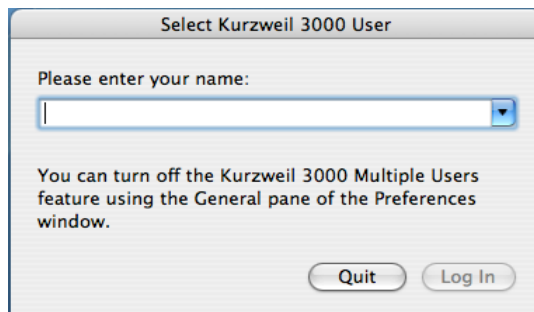 Select Kurzweil 3000 User
Please enter your name:
You can turn off the Kurzweil 3000 Multiple Users
feature using the General pane of the Preferences
window.
Quit Log In